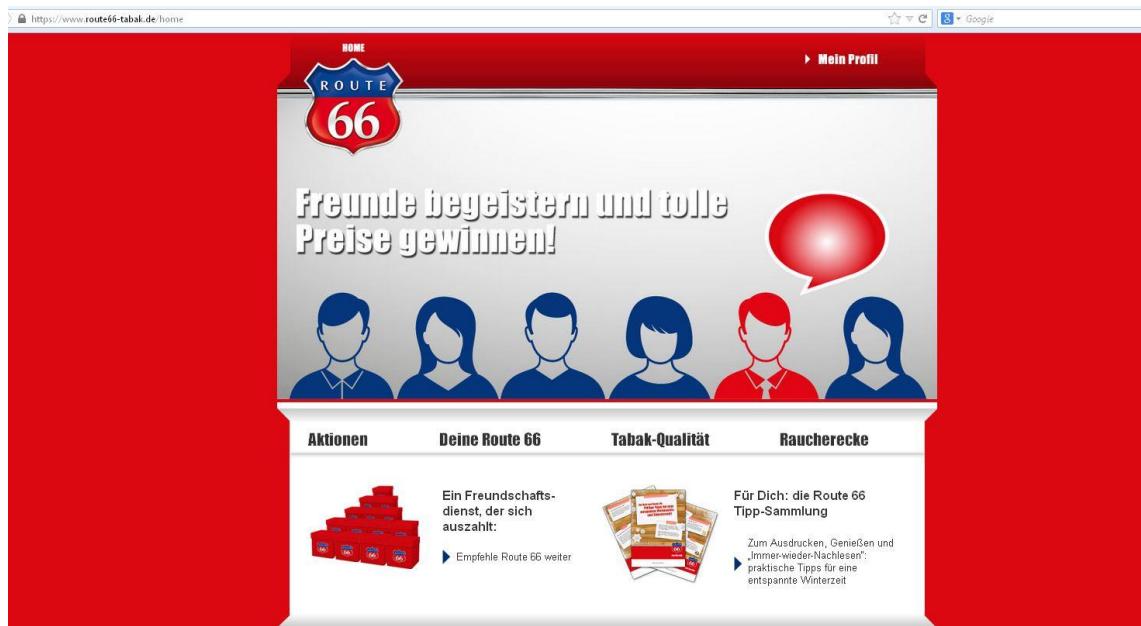 https://www.route66-tabak.de/home
Google
HOME
Mein Profil
ROUTE
66
Freunde begeistern und tolle
Preise gewinnen!
Aktionen
Deine Route 66
Tabak-Qualität
Raucherecke
Ein Freundschafts-
dienst, der sich
auszahlt:
Empfehle Route 66 weiter
Für Dich: die Route 66
Tipp-Sammlung
Zum Ausdrucken, Genießen und
„Immer-wieder-Nachlesen":
praktische Tipps für eine
entspannte Winterzeit